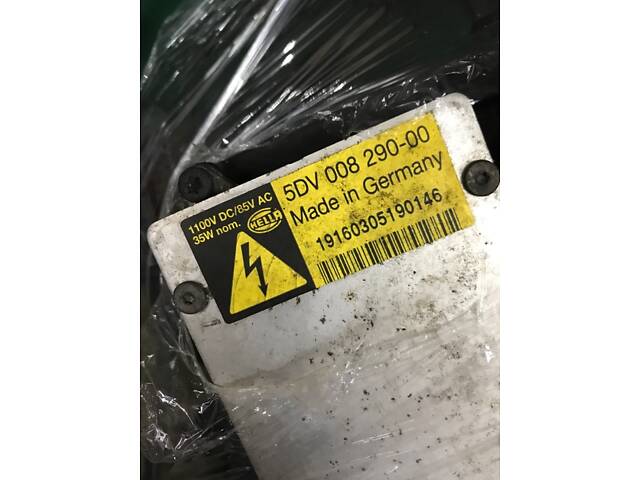 1100V DC/85V AC
35W nom.
HELLA
5DV 008 290-00
Made in Germany
19160305190146